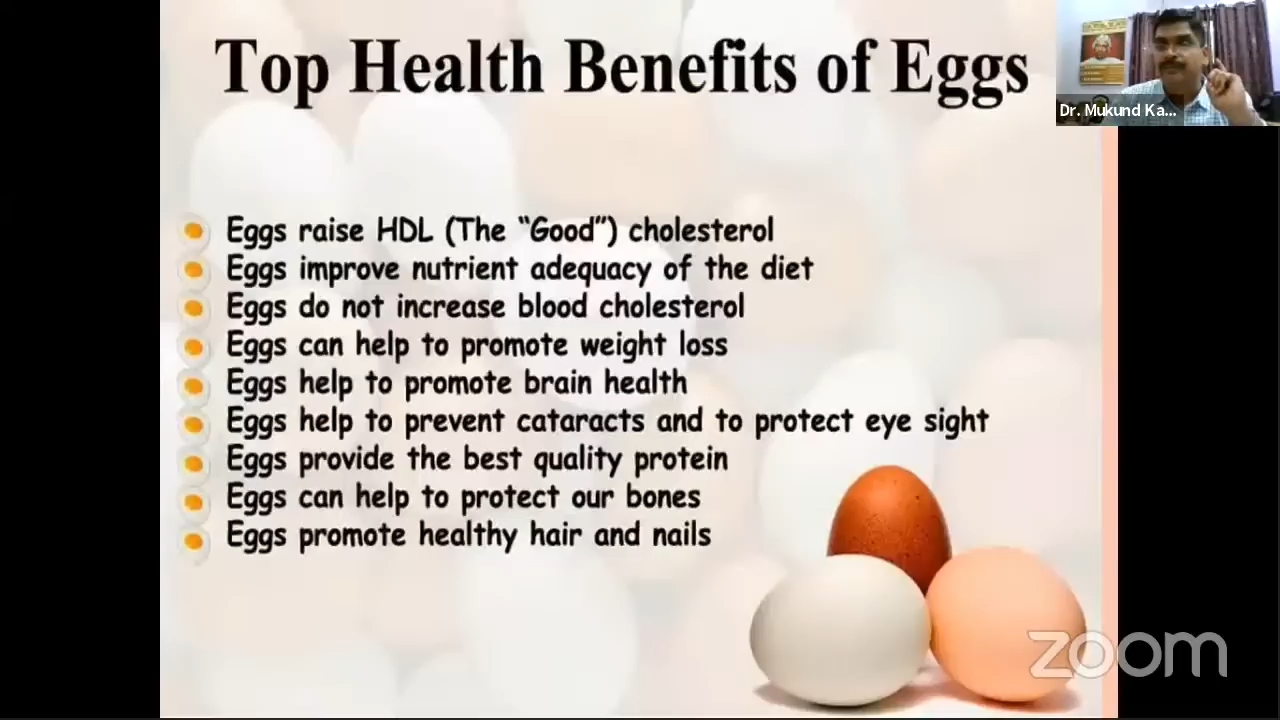 Top Health Benefits of Eggs
Dr. Mukund Ka...
Eggs raise HDL (The “Good”) cholesterol
Eggs improve nutrient adequacy of the diet
Eggs do not increase blood cholesterol
Eggs can help to promote weight loss
Eggs help to promote brain health
Eggs help to prevent cataracts and to protect eye sight
Eggs provide the best quality protein
Eggs can help to protect our bones
Eggs promote healthy hair and nails
zoom